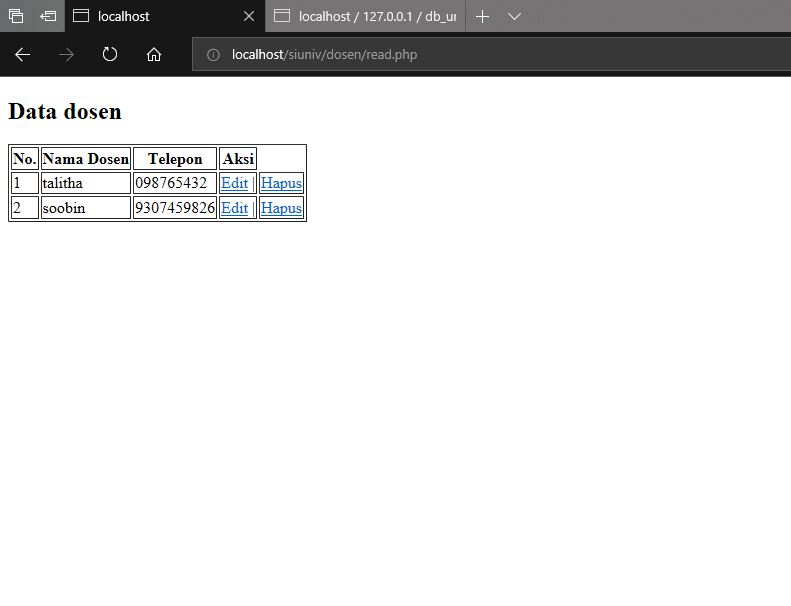 localhost
localhost / 127.0.0.1 / db_ur
localhost/siuniv/dosen/read.php
Data dosen
No. Nama Dosen Telepon Aksi
1 talitha 098765432 Edit | Hapus
2 soobin 9307459826 Edit | Hapus